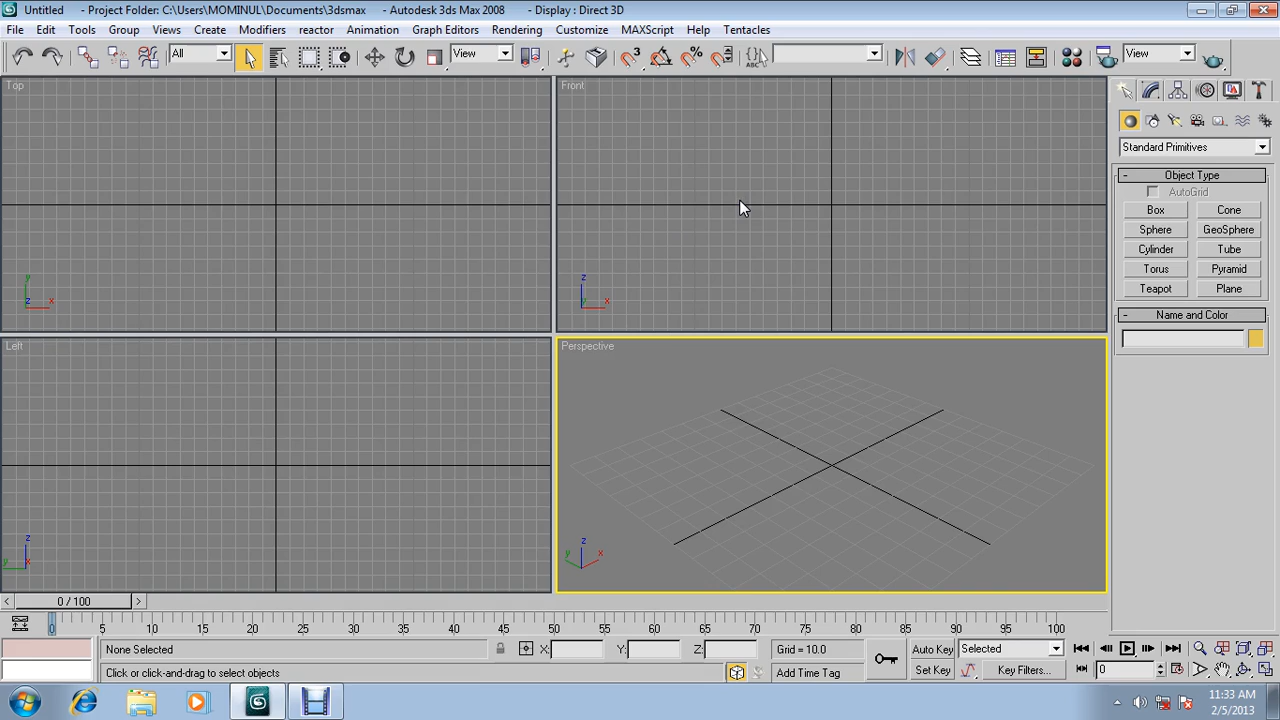 Untitled - Project Folder: C:\Users\MOMINUL\Documents\3dsmax - Autodesk 3ds Max 2008 - Display : Direct 3D
File Edit Tools Group Views Create Modifiers reactor Animation Graph Editors Rendering Customize MAXScript Help Tentacles
All View 3 % ABC View
Top
Front
Standard Primitives
- Object Type
AutoGrid
Box Cone
Sphere GeoSphere
Cylinder Tube
Torus Pyramid
Teapot Plane
- Name and Color
y
z x
z
y x
Left
Perspective
z
y x
z
y x
< 0 / 100 >
0 5 10 15 20 25 30 35 40 45 50 55 60 65 70 75 80 85 90 95 100
None Selected X: Y: Z: Grid = 10.0 Auto Key Selected
Click or click-and-drag to select objects Add Time Tag Set Key Key Filters... 0
11:33 AM
2/5/2013